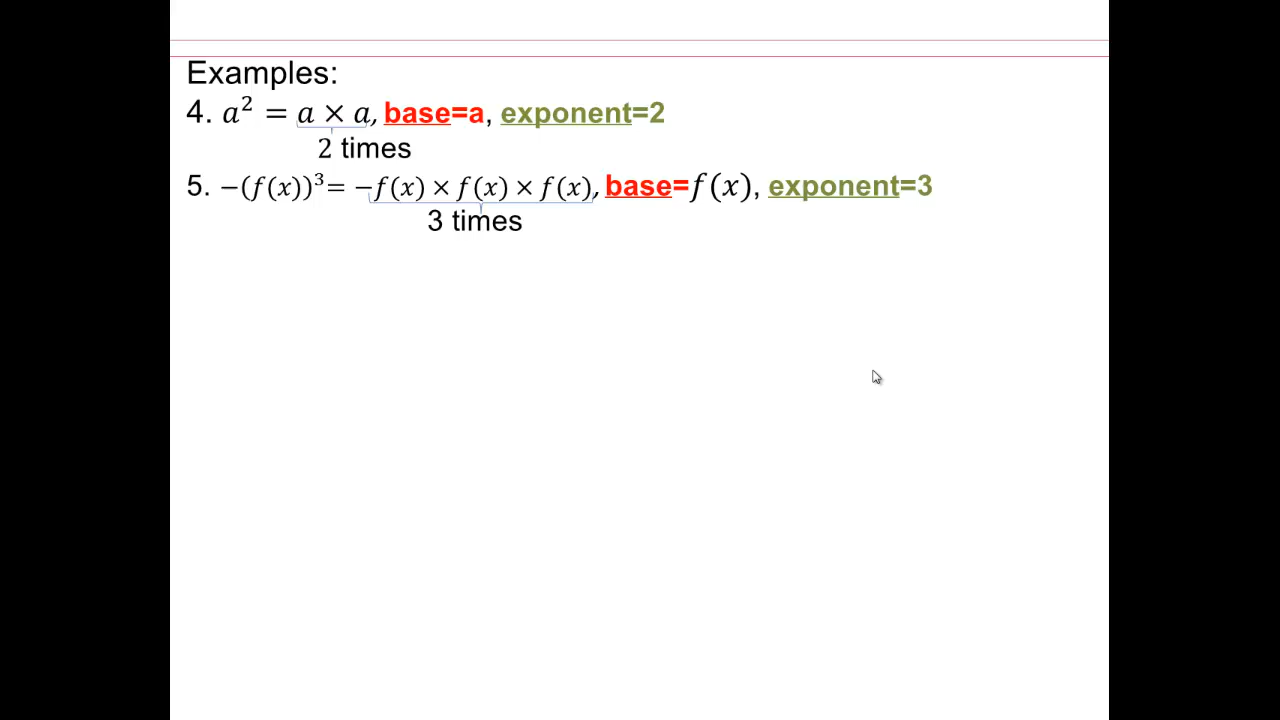 Examples:
4. 𝑎² = 𝑎 × 𝑎, base=a, exponent=2
2 times
5. −(𝑓(𝑥))³= −𝑓(𝑥) × 𝑓(𝑥) × 𝑓(𝑥), base=𝑓(𝑥), exponent=3
3 times